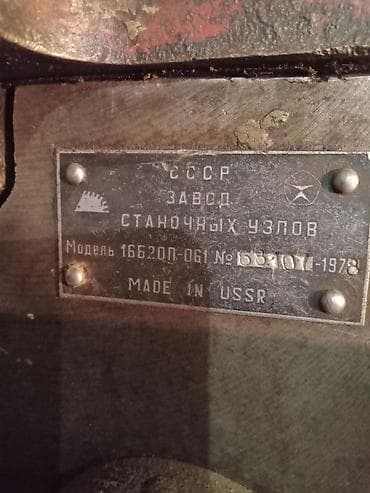 СССР
ЗАВОД
СТАНОЧНЫХ УЗЛОВ
Модель 16Б20П-061 № -1978
MADE IN USSR